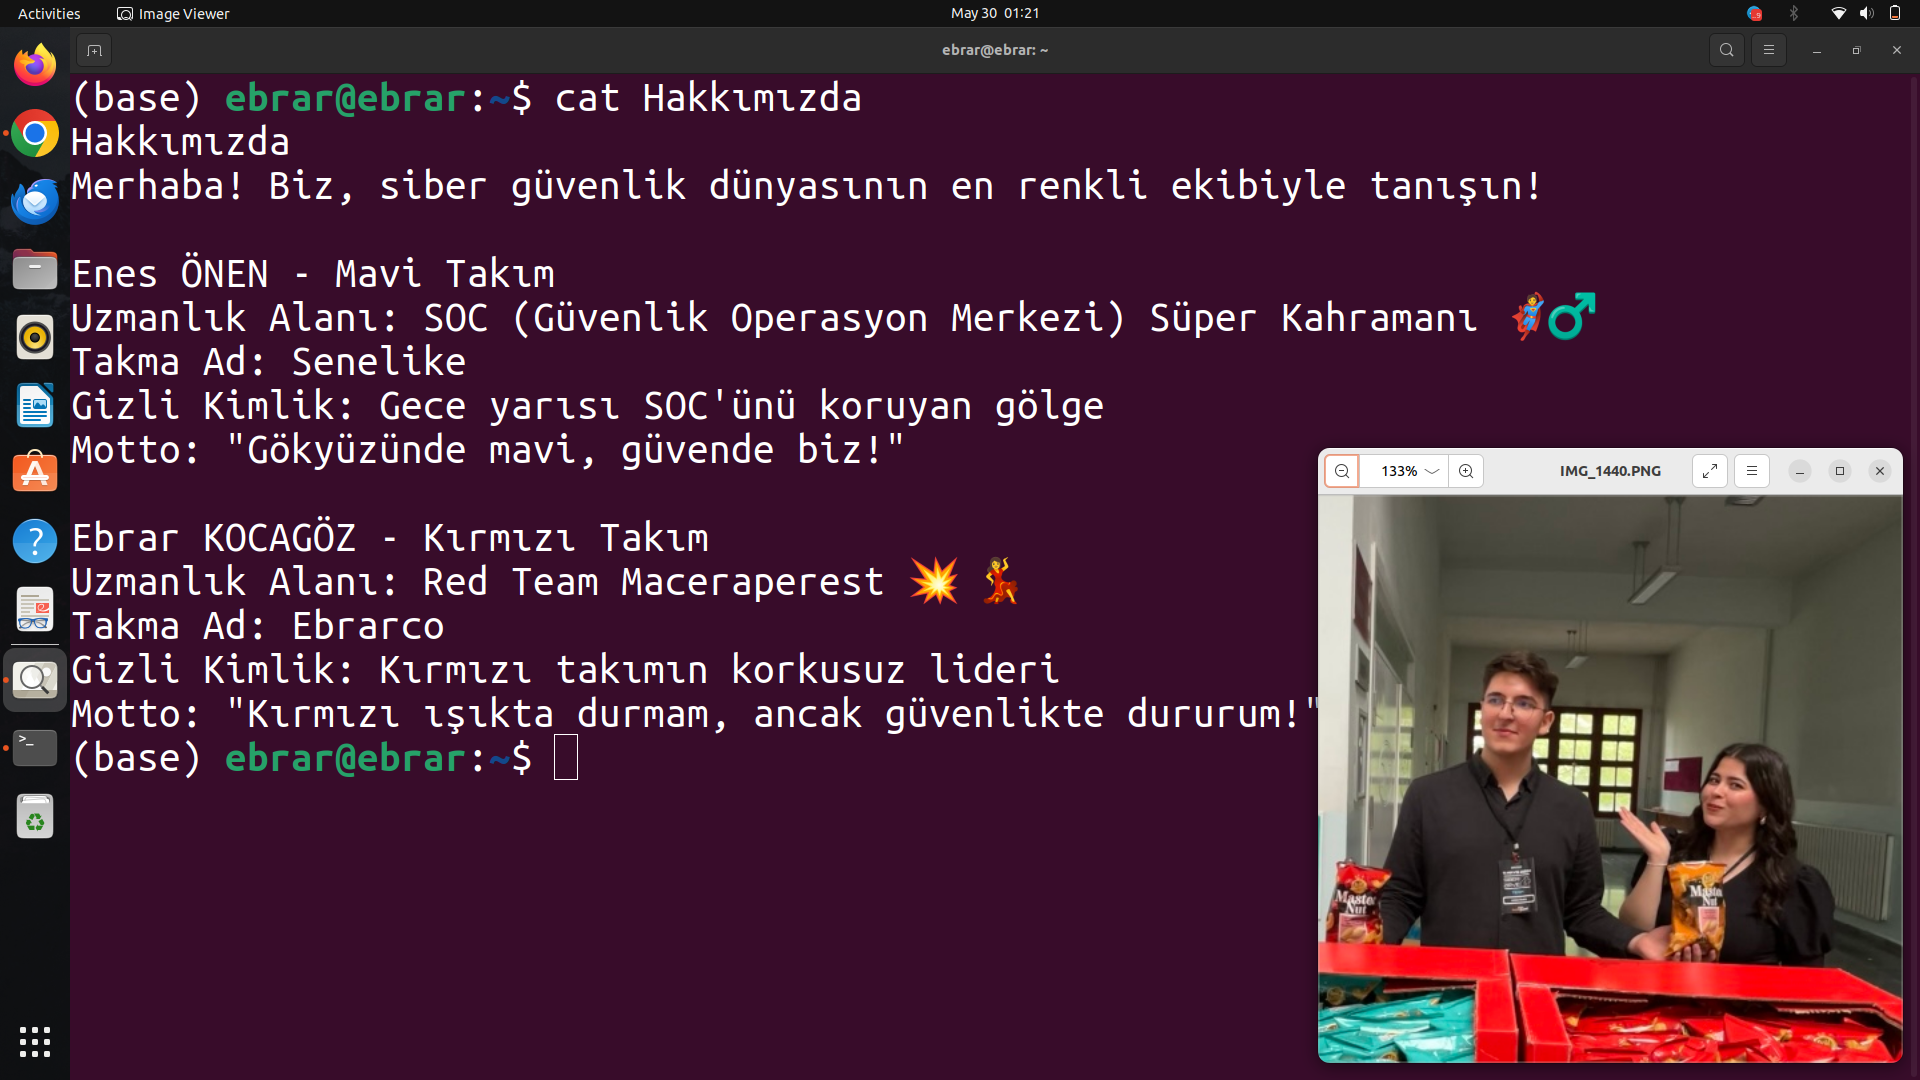 Activities
Image Viewer
May 30 01:21
ebrar@ebrar: ~
(base) ebrar@ebrar:~$ cat Hakkımızda
Hakkımızda
Merhaba! Biz, siber güvenlik dünyasının en renkli ekibiyle tanışın!
Enes ÖNEN - Mavi Takım
Uzmanlık Alanı: SOC (Güvenlik Operasyon Merkezi) Süper Kahramanı 🦸♂
Takma Ad: Senelike
Gizli Kimlik: Gece yarısı SOC'ünü koruyan gölge
Motto: "Gökyüzünde mavi, güvende biz!"
Ebrar KOCAGÖZ - Kırmızı Takım
Uzmanlık Alanı: Red Team Maceraperest 💥 💃
Takma Ad: Ebrarco
Gizli Kimlik: Kırmızı takımın korkusuz lideri
Motto: "Kırmızı ışıkta durmam, ancak güvenlikte dururum!"
(base) ebrar@ebrar:~$
133%
IMG_1440.PNG
Master
Nut
Master
Nut